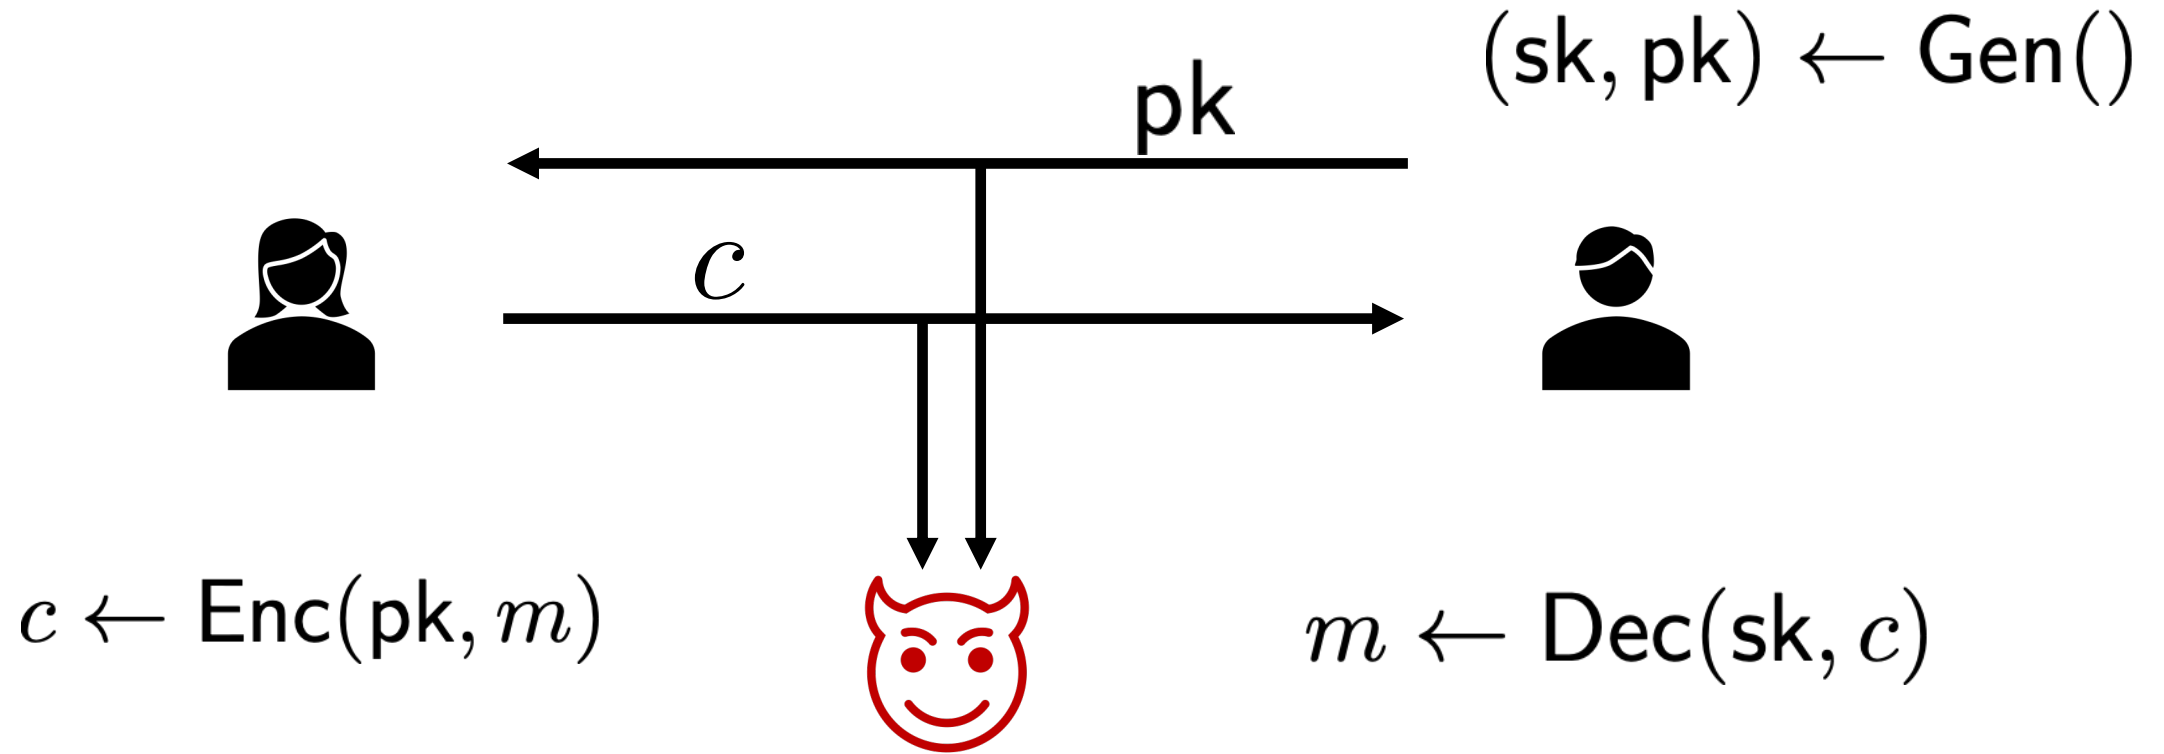 (sk, pk) ← Gen()
pk
c
c ← Enc(pk, m)
m ← Dec(sk, c)